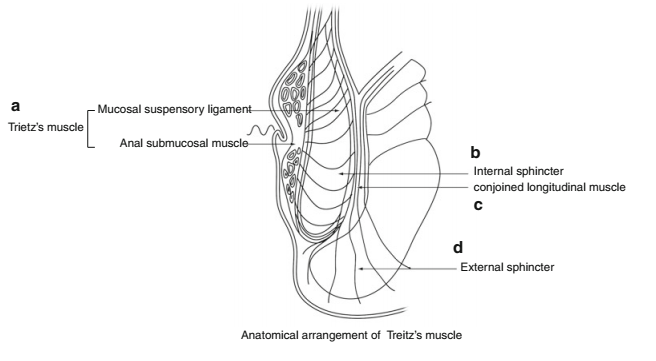 a
Trietz's muscle
Mucosal suspensory ligament
Anal submucosal muscle
b
Internal sphincter
conjoined longitudinal muscle
c
d
External sphincter
Anatomical arrangement of Treitz's muscle